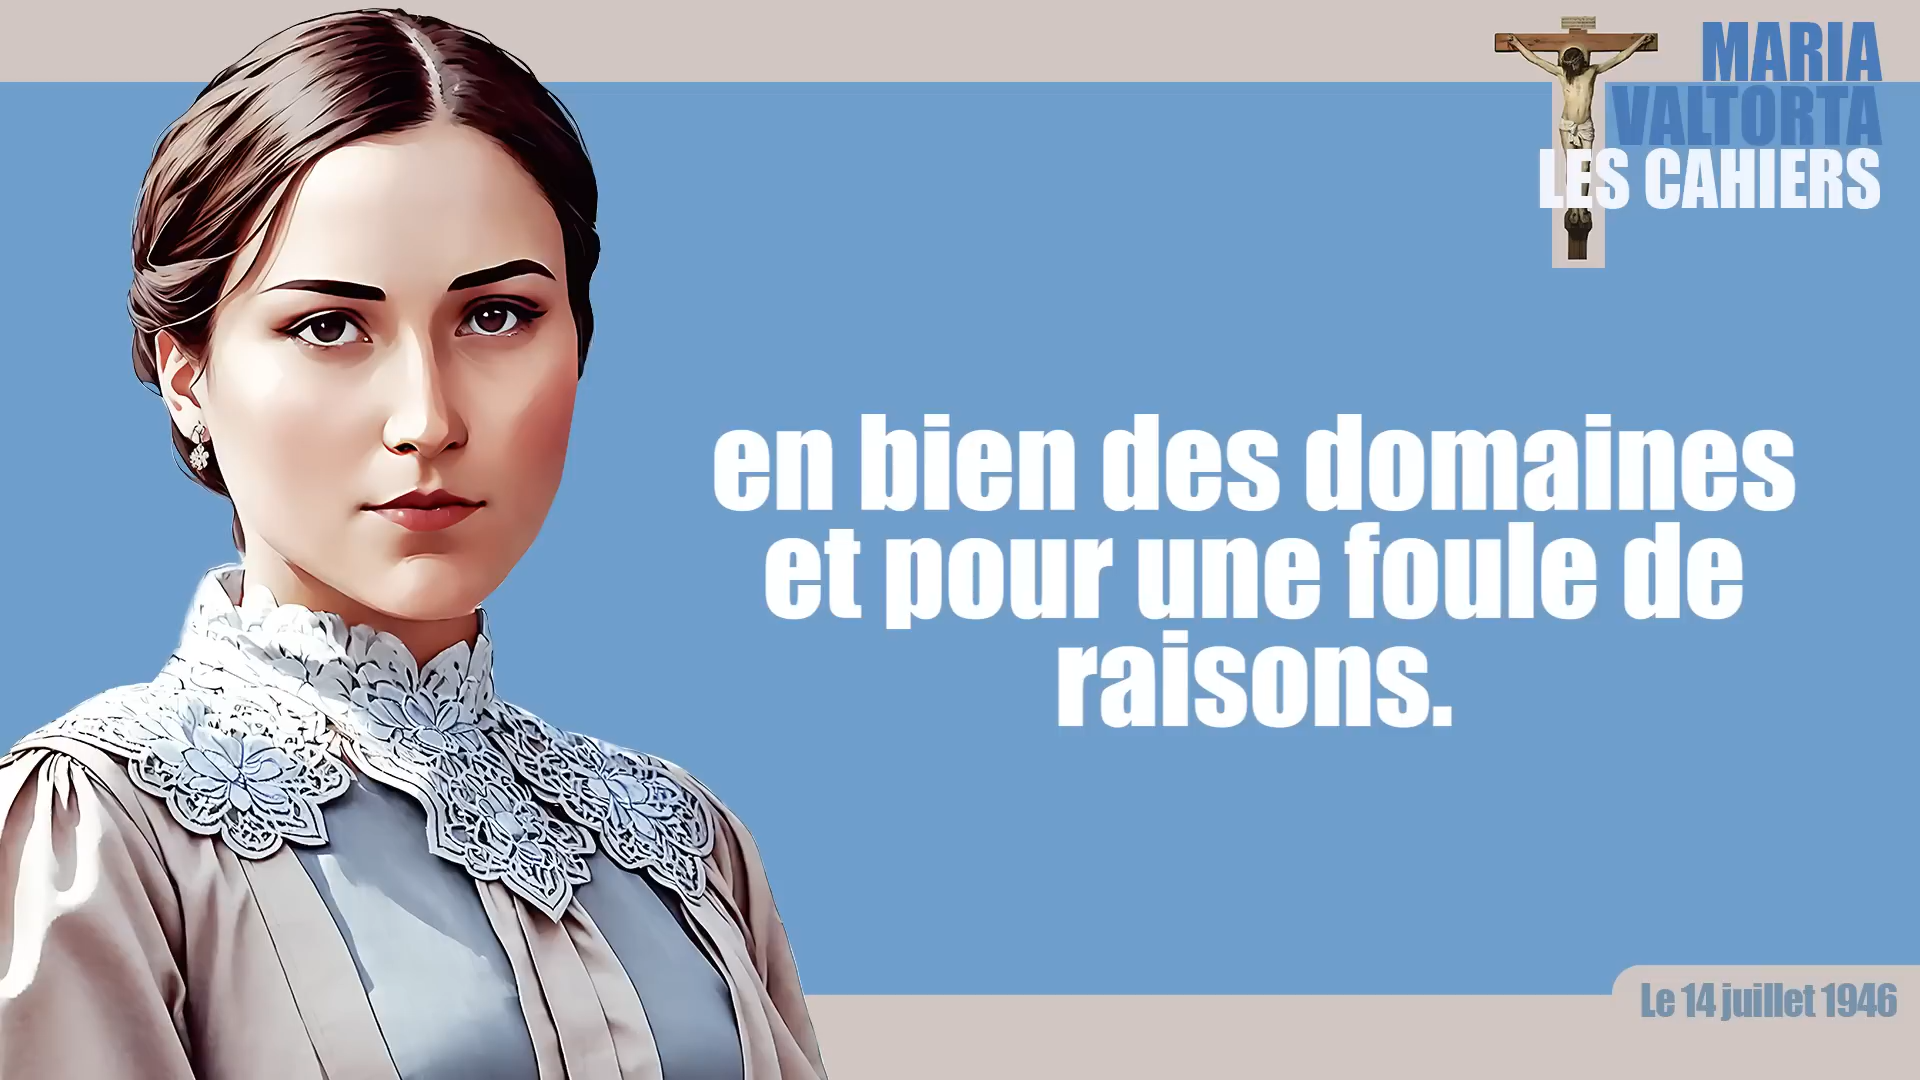 MARIA
VALTORTA
LES CAHIERS
en bien des domaines
et pour une foule de
raisons.
Le 14 juillet 1946